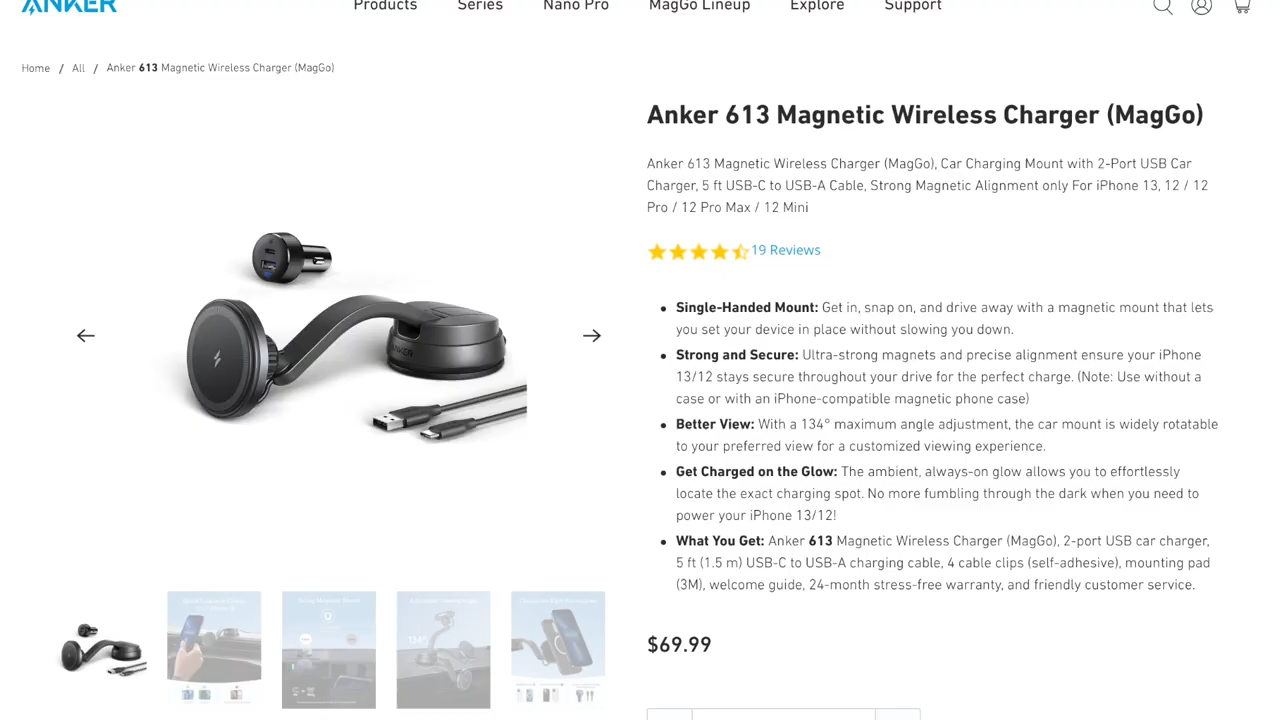 ANKER
Products Series Nano Pro MagGo Lineup Explore Support
Home / All / Anker 613 Magnetic Wireless Charger (MagGo)
Anker 613 Magnetic Wireless Charger (MagGo)
Anker 613 Magnetic Wireless Charger (MagGo), Car Charging Mount with 2-Port USB Car
Charger, 5 ft USB-C to USB-A Cable, Strong Magnetic Alignment only For iPhone 13, 12 / 12
Pro / 12 Pro Max / 12 Mini
19 Reviews
• Single-Handed Mount: Get in, snap on, and drive away with a magnetic mount that lets
you set your device in place without slowing you down.
• Strong and Secure: Ultra-strong magnets and precise alignment ensure your iPhone
13/12 stays secure throughout your drive for the perfect charge. (Note: Use without a
case or with an iPhone-compatible magnetic phone case)
• Better View: With a 134° maximum angle adjustment, the car mount is widely rotatable
to your preferred view for a customized viewing experience.
• Get Charged on the Glow: The ambient, always-on glow allows you to effortlessly
locate the exact charging spot. No more fumbling through the dark when you need to
power your iPhone 13/12!
• What You Get: Anker 613 Magnetic Wireless Charger (MagGo), 2-port USB car charger,
5 ft (1.5 m) USB-C to USB-A charging cable, 4 cable clips (self-adhesive), mounting pad
(3M), welcome guide, 24-month stress-free warranty, and friendly customer service.
$69.99
ANKER
134°